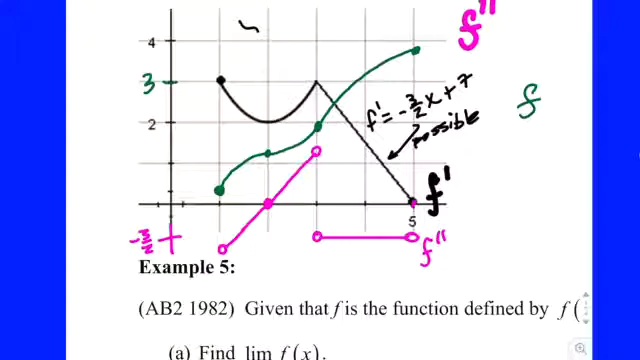 f''
4
3
f' = -3/2 x + 7
f
2
possible
f'
5
-3/2
f''
Example 5:
(AB2 1982) Given that f is the function defined by f(
(a) Find lim f(x).